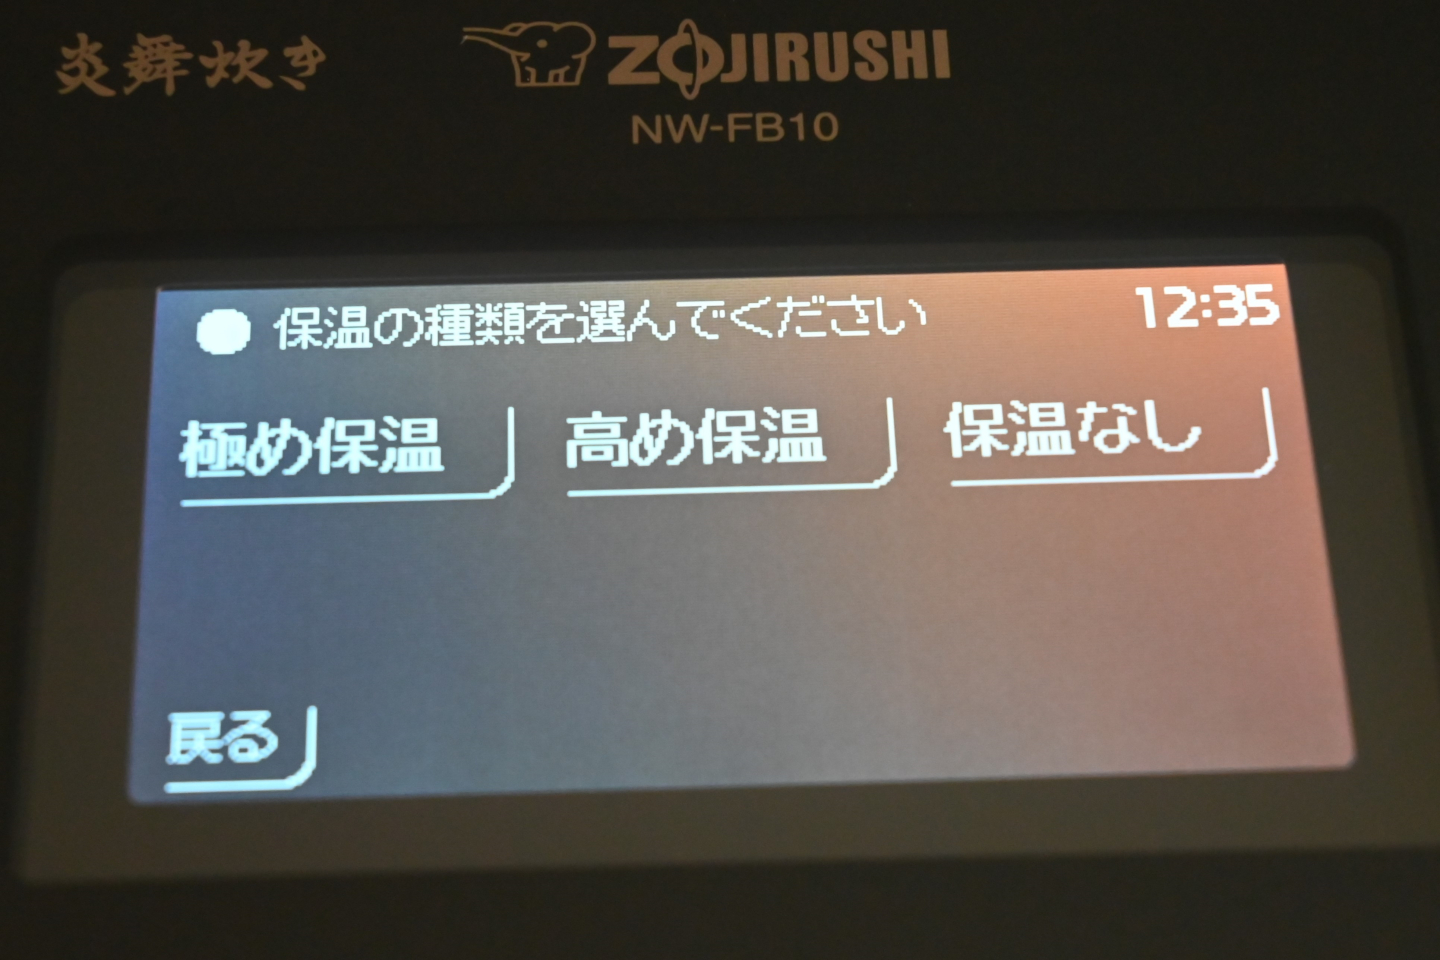 炎舞炊き
ZOJIRUSHI
NW-FB10
●保温の種類を選んでください 12:35
極め保温 高め保温 保温なし
戻る